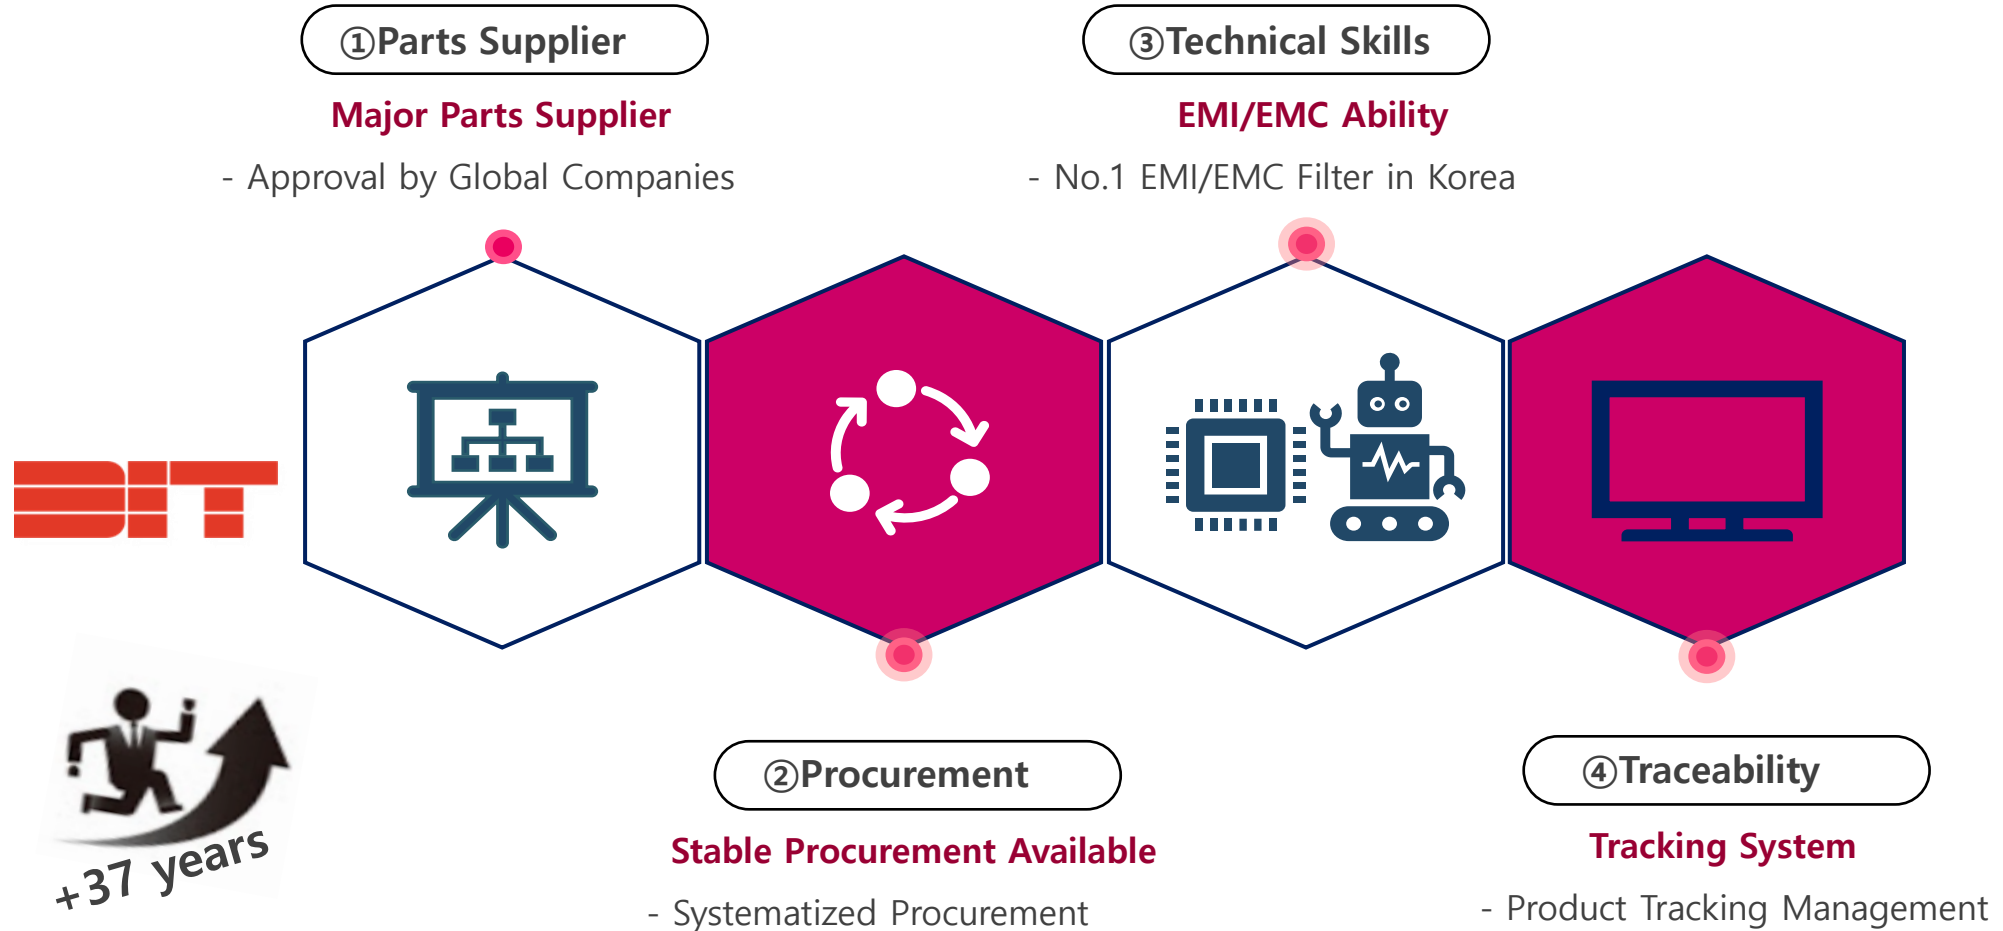 ①Parts Supplier
Major Parts Supplier
- Approval by Global Companies
③Technical Skills
EMI/EMC Ability
- No.1 EMI/EMC Filter in Korea
BIT
+37 years
②Procurement
Stable Procurement Available
- Systematized Procurement
④Traceability
Tracking System
- Product Tracking Management